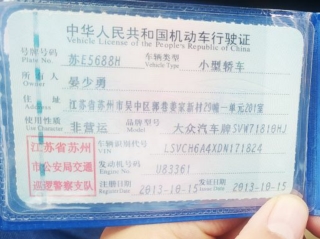 中华人民共和国机动车行驶证
Vehicle License of the People's Republic of China
号牌号码 苏E5688H 车辆类型 小型轿车
Plate No. Vehicle Type
所有人 晏少勇
Owner
住址 江苏省苏州市吴中区 新村29幢一单元201室
Address
使用性质 非营运 品牌型号 大众汽车牌SVW71810HJ
Use Character Model
江苏省苏州 车辆识别代号 LSVCH6A4XDN171824
VIN
市公安局交通 发动机号码 U83361
Engine No.
巡逻警察支队 注册日期 2013-10-15 发证日期 2013-10-15
Register Date Issue Date